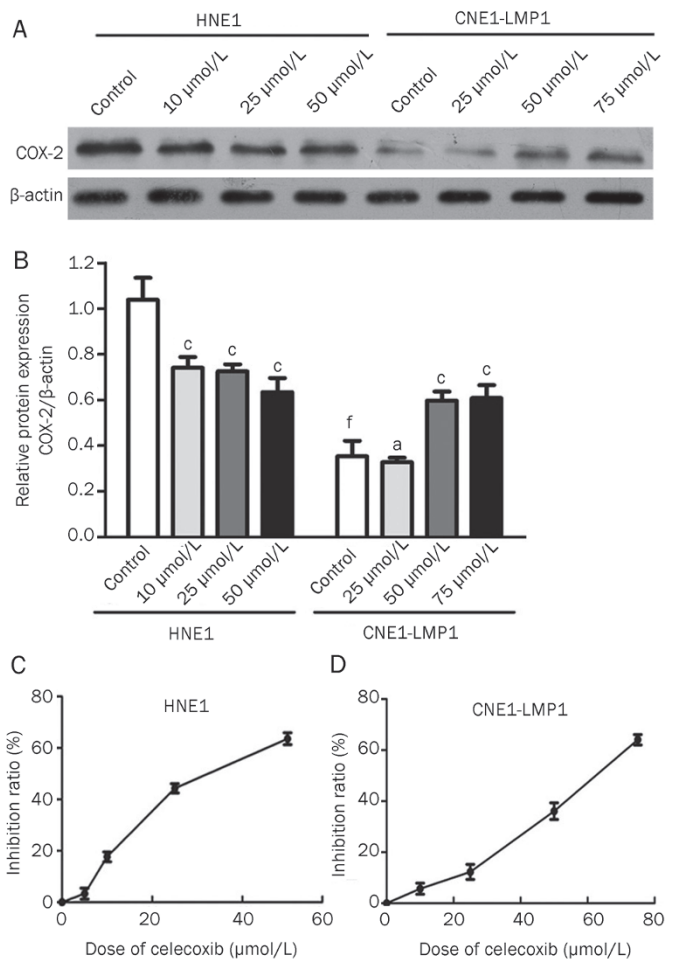 A
HNE1
CNE1-LMP1
Control
10 μmol/L
25 μmol/L
50 μmol/L
Control
25 μmol/L
50 μmol/L
75 μmol/L
COX-2
β-actin
B
Relative protein expression
COX-2/β-actin
1.2
1.0
0.8
0.6
0.4
0.2
0.0
c
c
c
f
a
c
c
Control
10 μmol/L
25 μmol/L
50 μmol/L
Control
25 μmol/L
50 μmol/L
75 μmol/L
HNE1
CNE1-LMP1
C
HNE1
Inhibition ratio (%)
80
60
40
20
0
0
20
40
60
Dose of celecoxib (μmol/L)
D
CNE1-LMP1
Inhibition ratio (%)
80
60
40
20
0
0
20
40
60
80
Dose of celecoxib (μmol/L)